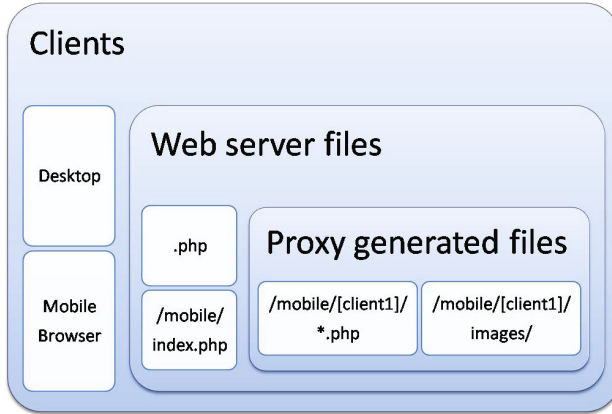 Clients
Desktop
Mobile
Browser
Web server files
.php
/mobile/
index.php
Proxy generated files
/mobile/[client1]/
*.php
/mobile/[client1]/
images/